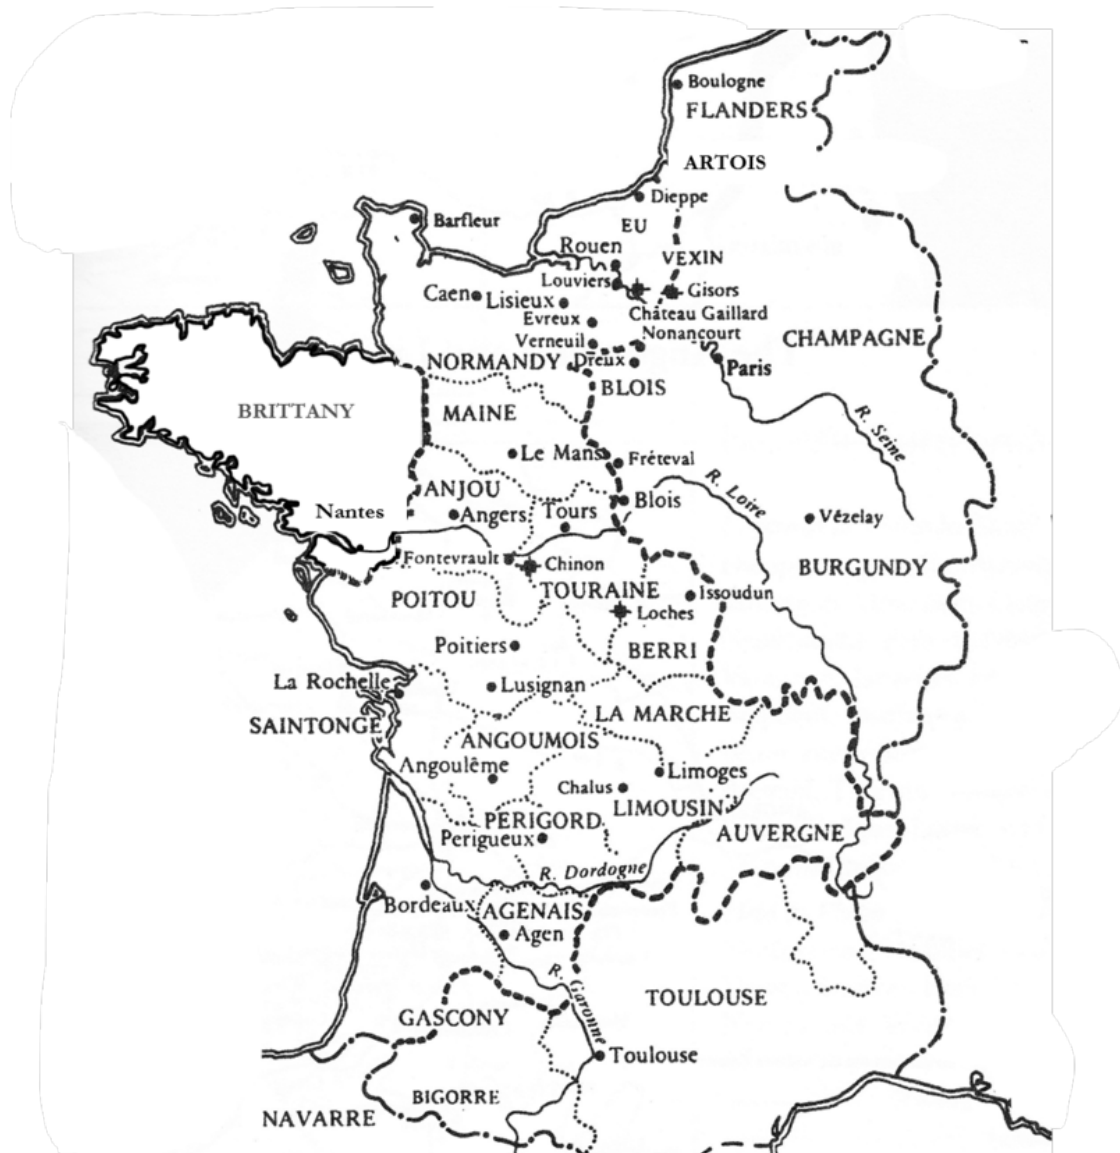 Boulogne
FLANDERS
ARTOIS
Dieppe
Barfleur
EU
Rouen
VEXIN
Louviers
Gisors
Caen
Lisieux
Château Gaillard
Evreux
Nonancourt
Verneuil
CHAMPAGNE
NORMANDY
Dreux
Paris
BLOIS
BRITTANY
MAINE
R. Seine
Le Mans
Fréteval
R. Loire
ANJOU
Blois
Nantes
Angers
Tours
Vézelay
Fontevrault
Chinon
BURGUNDY
TOURAINE
Issoudun
POITOU
Loches
Poitiers
BERRI
La Rochelle
Lusignan
LA MARCHE
SAINTONGE
ANGOUMOIS
Angoulême
Limoges
Chalus
LIMOUSIN
PERIGORD
AUVERGNE
Perigueux
R. Dordogne
Bordeaux
AGENAIS
Agen
R. Garonne
TOULOUSE
GASCONY
Toulouse
BIGORRE
NAVARRE